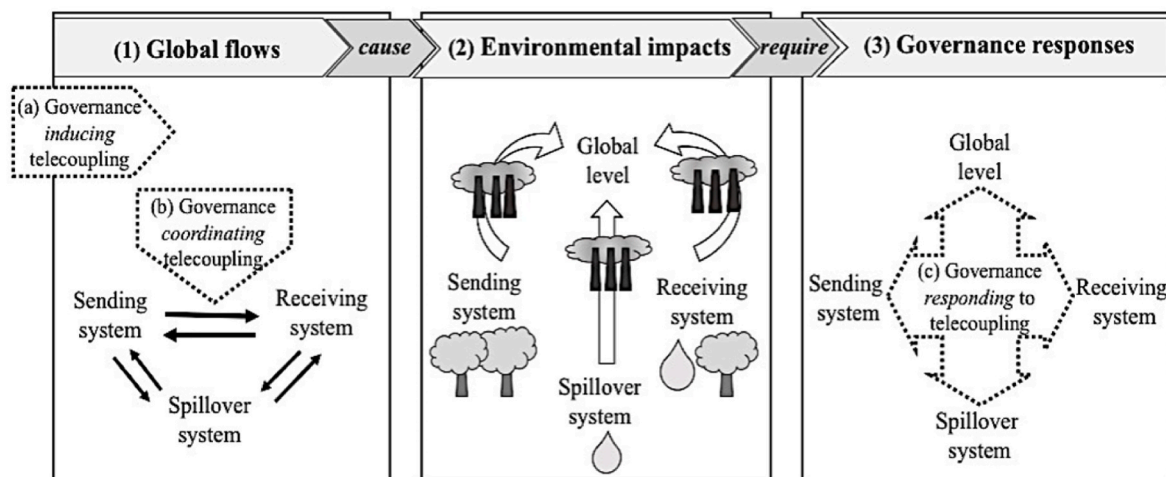 (1) Global flows
cause
(2) Environmental impacts
require
(3) Governance responses
(a) Governance
inducing
telecoupling
(b) Governance
coordinating
telecoupling
Sending
system
Receiving
system
Spillover
system
Global
level
Sending
system
Receiving
system
Spillover
system
Global
level
Sending
system
(c) Governance
responding to
telecoupling
Receiving
system
Spillover
system